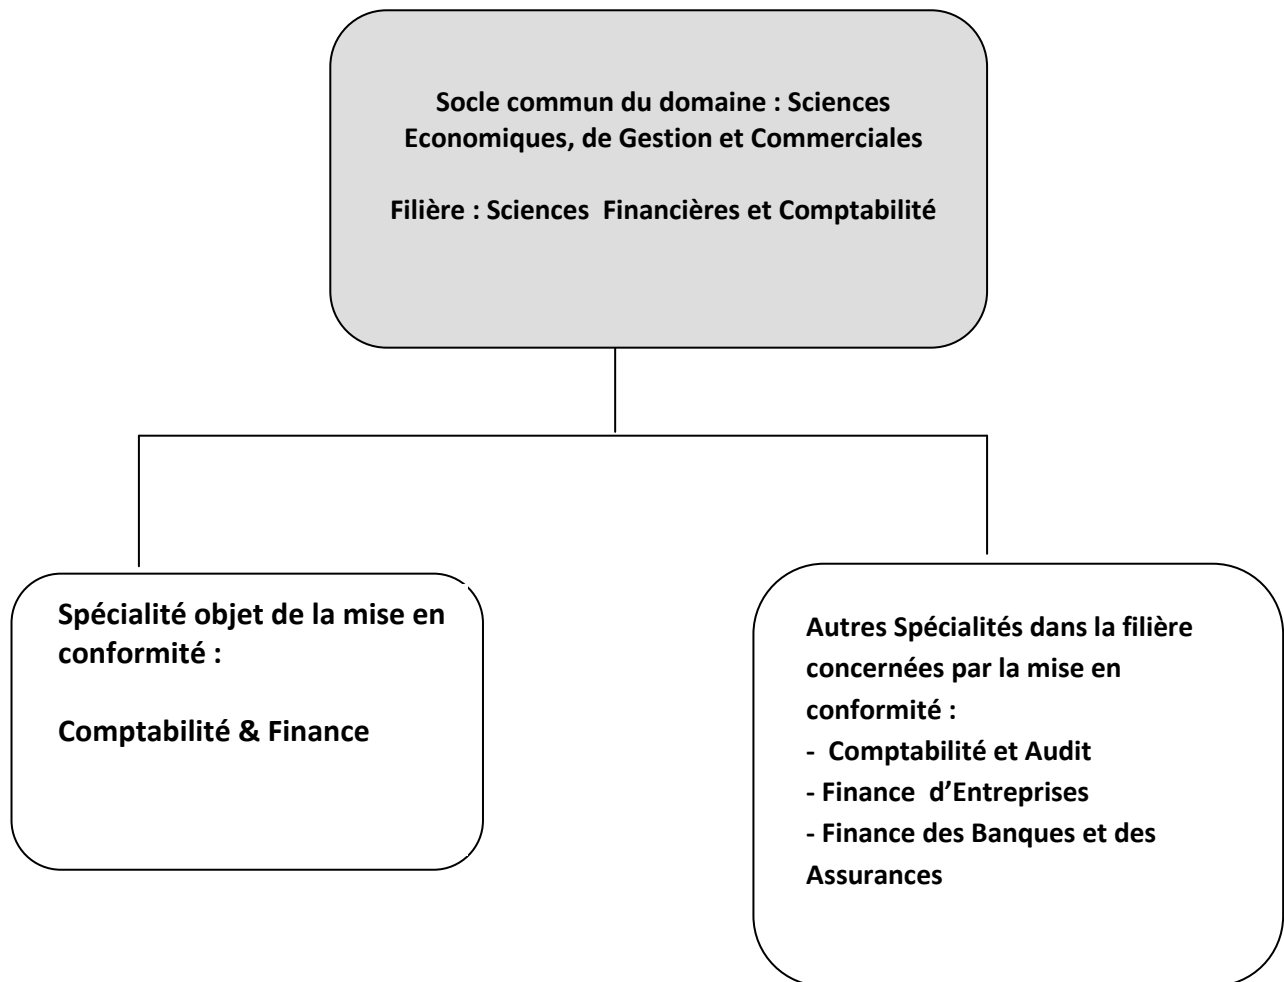 Socle commun du domaine : Sciences
Economiques, de Gestion et Commerciales
Filière : Sciences Financières et Comptabilité
Spécialité objet de la mise en
conformité :
Comptabilité & Finance
Autres Spécialités dans la filière
concernées par la mise en
conformité :
- Comptabilité et Audit
- Finance d’Entreprises
- Finance des Banques et des
Assurances